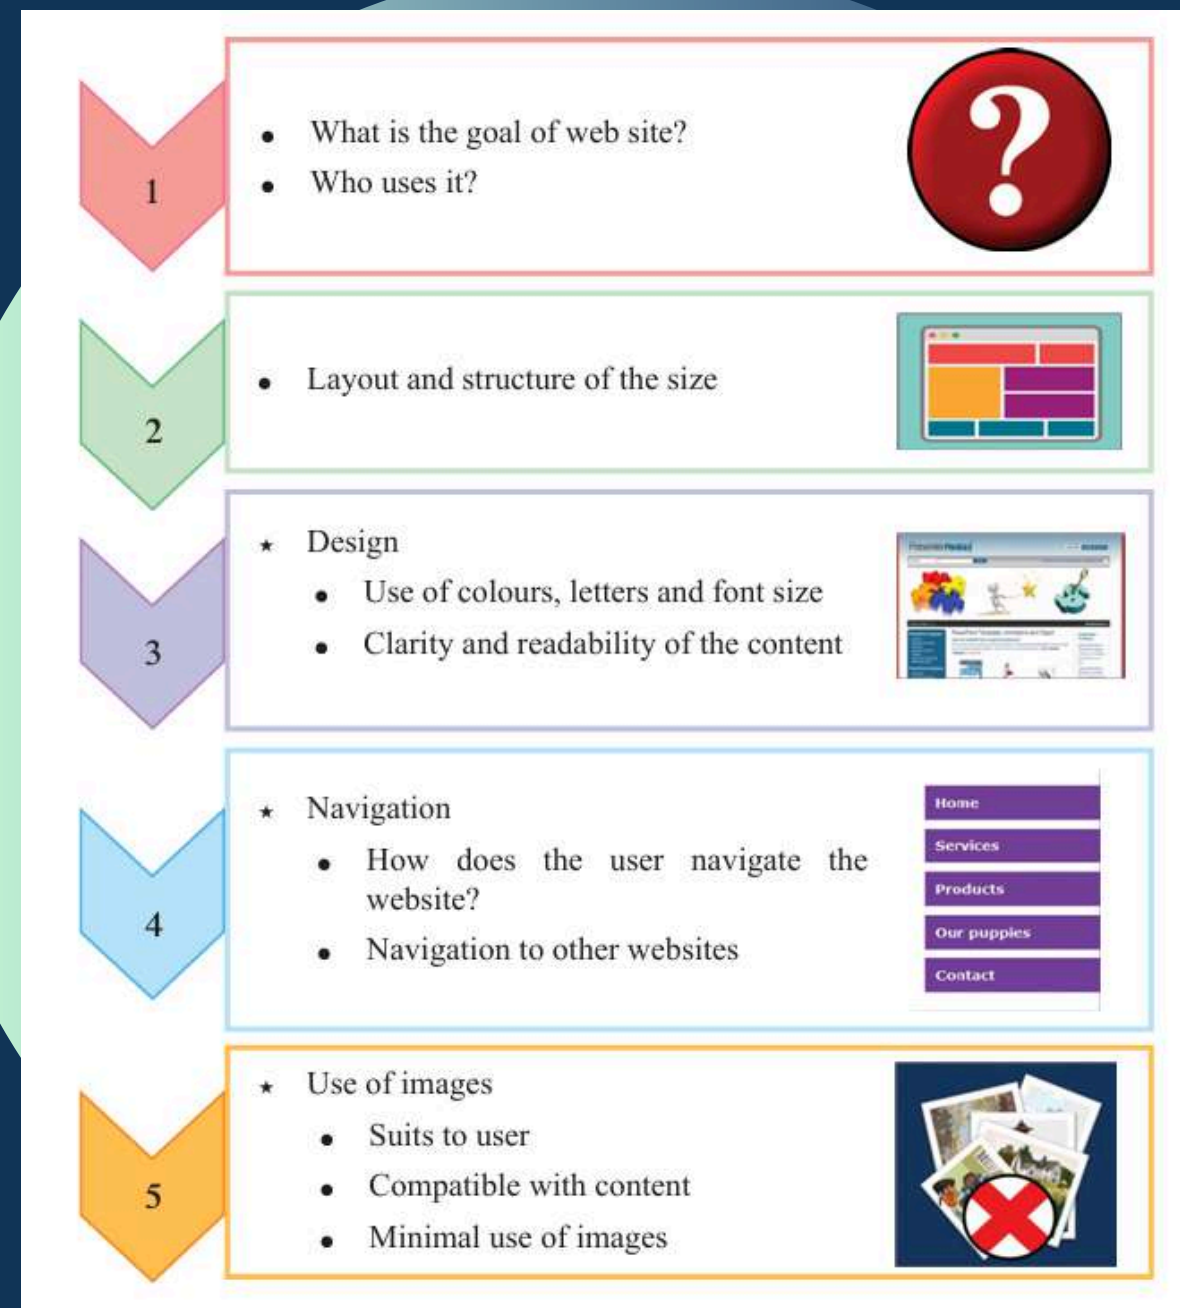 1
• What is the goal of web site?
• Who uses it?
?
2
• Layout and structure of the size
3
★ Design
• Use of colours, letters and font size
• Clarity and readability of the content
4
★ Navigation
• How does the user navigate the
website?
• Navigation to other websites
Home
Services
Products
Our puppies
Contact
5
★ Use of images
• Suits to user
• Compatible with content
• Minimal use of images